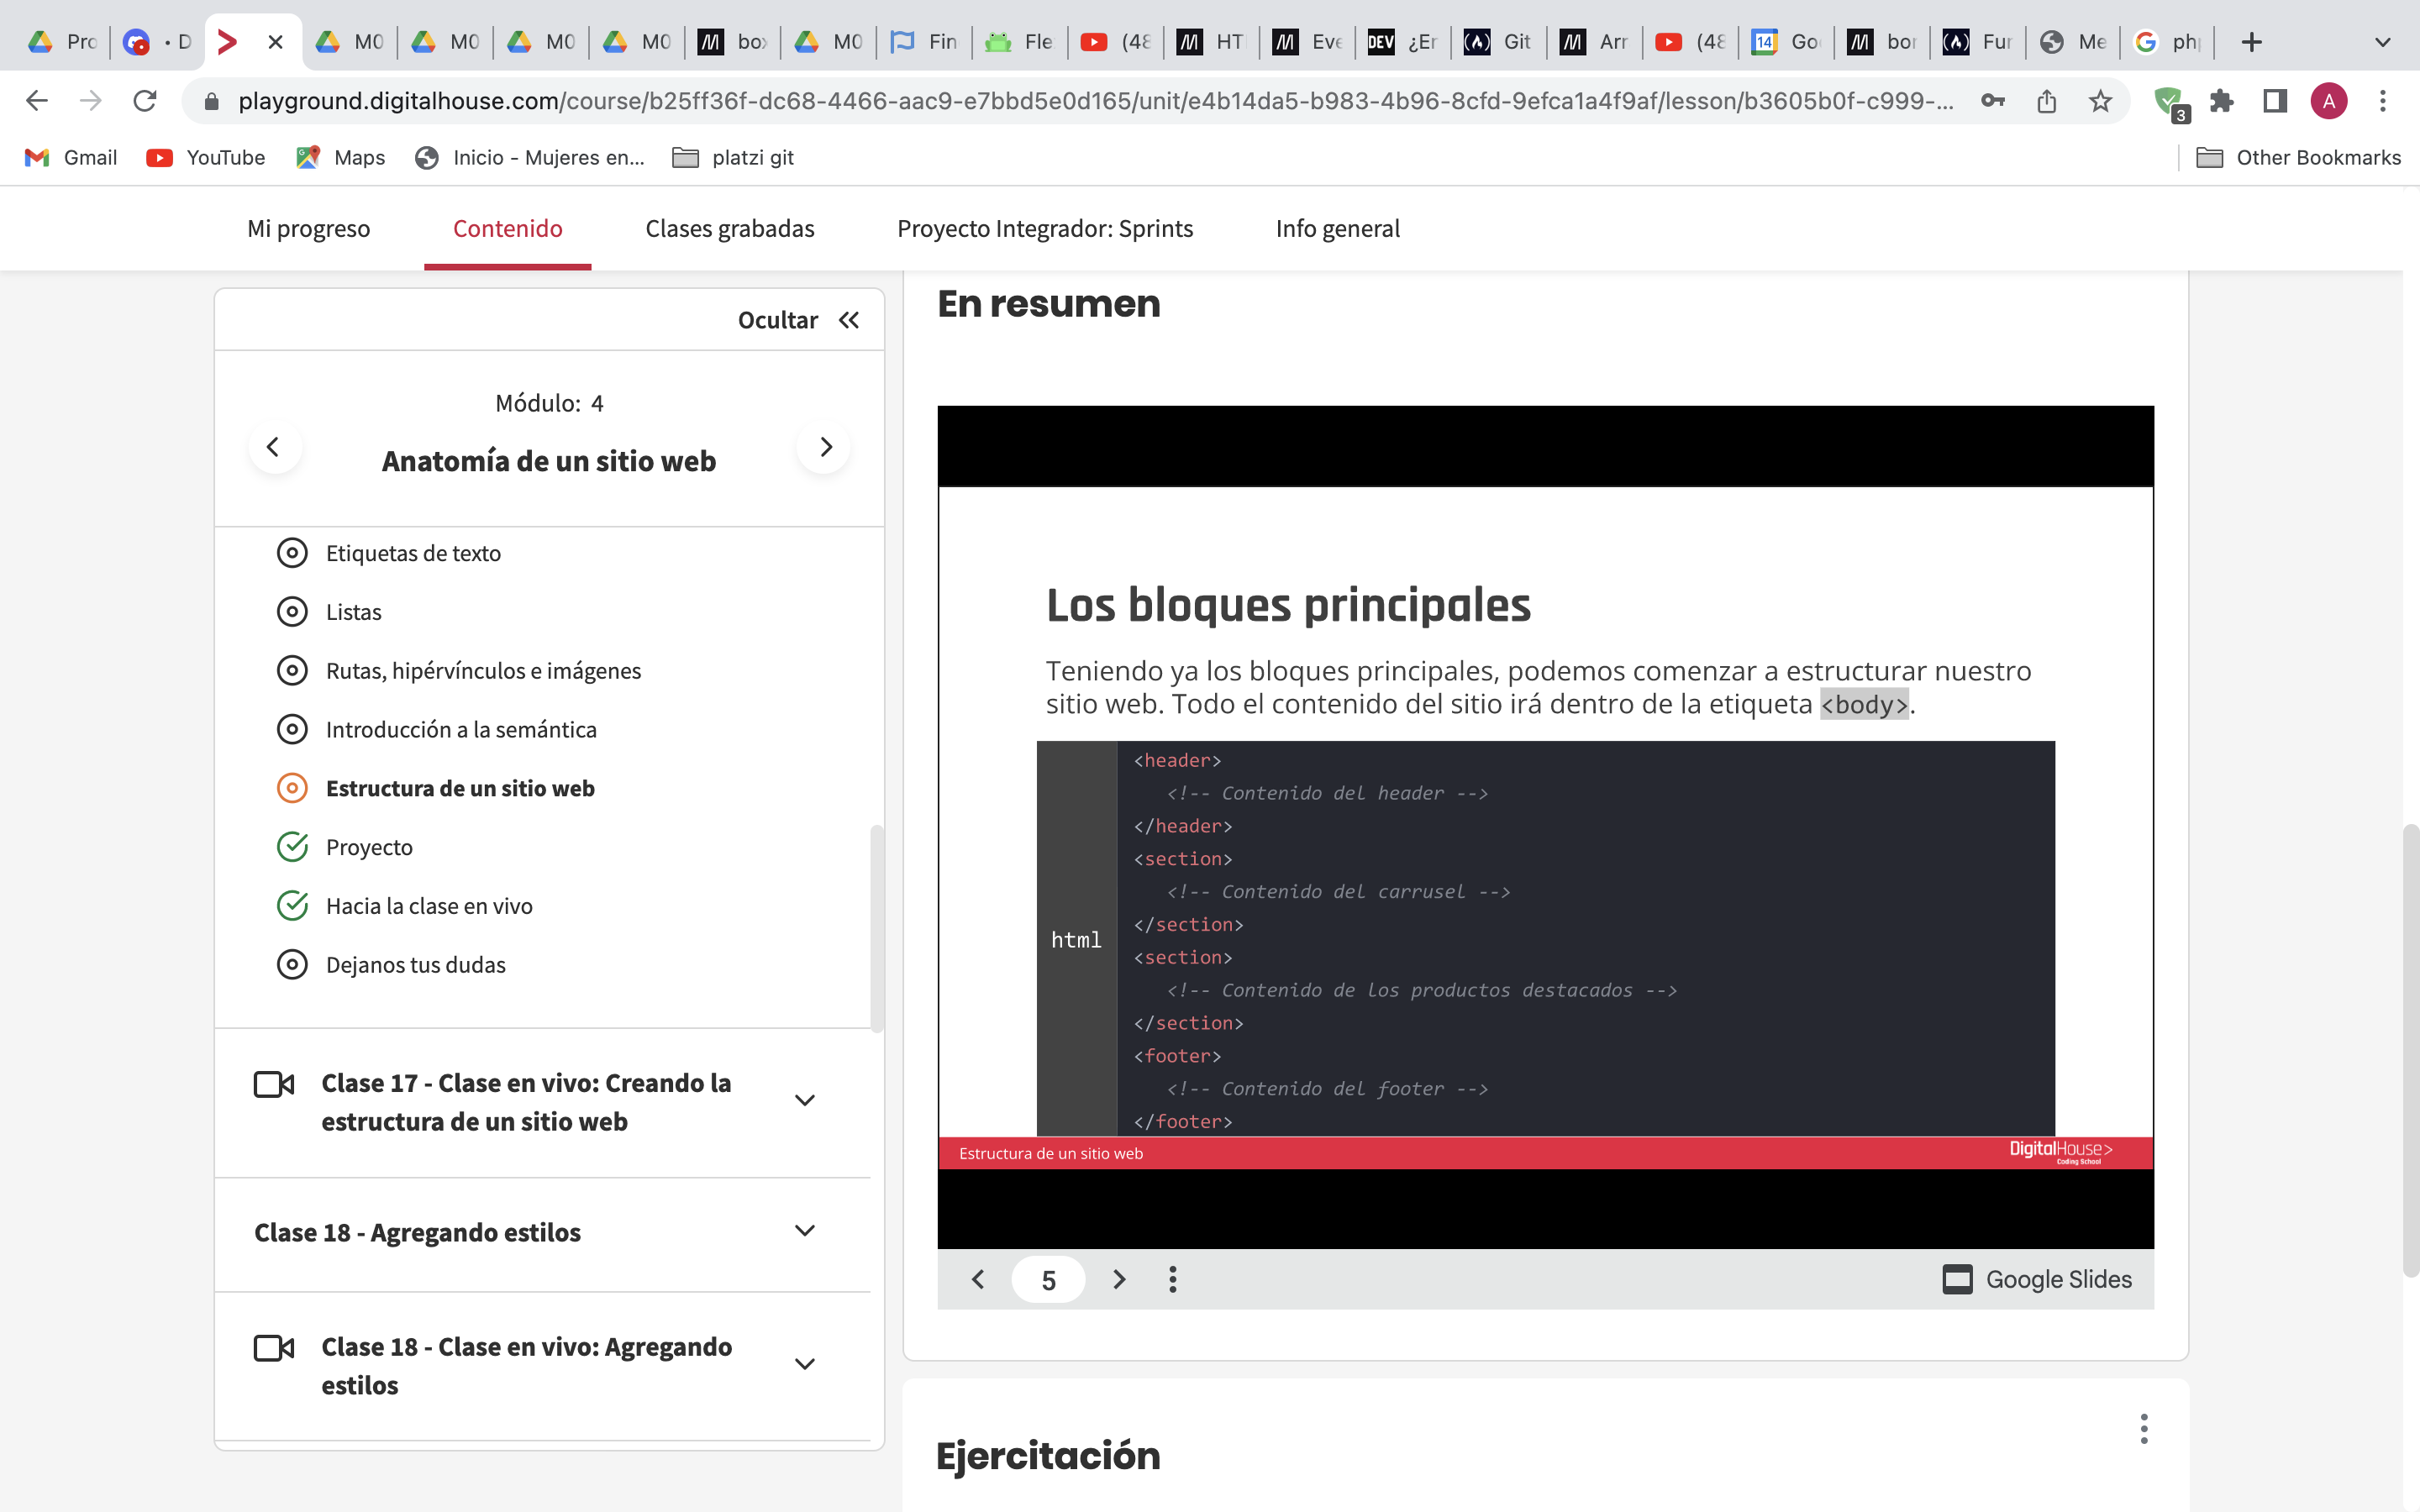 Pro
D
M0
M0
M0
M0
box
M0
Fin
Fle
(48
HT
Eve
DEV
¿Er
Git
Arr
(48
14
Go
bor
Fur
Me
ph
playground.digitalhouse.com/course/b25ff36f-dc68-4466-aac9-e7bbd5e0d165/unit/e4b14da5-b983-4b96-8cfd-9efca1a4f9af/lesson/b3605b0f-c999-...
3
A
Gmail
YouTube
Maps
Inicio - Mujeres en...
platzi git
Other Bookmarks
Mi progreso
Contenido
Clases grabadas
Proyecto Integrador: Sprints
Info general
Ocultar
Módulo: 4
Anatomía de un sitio web
Etiquetas de texto
Listas
Rutas, hipérvínculos e imágenes
Introducción a la semántica
Estructura de un sitio web
Proyecto
Hacia la clase en vivo
Dejanos tus dudas
Clase 17 - Clase en vivo: Creando la
estructura de un sitio web
Clase 18 - Agregando estilos
Clase 18 - Clase en vivo: Agregando
estilos
En resumen
Los bloques principales
Teniendo ya los bloques principales, podemos comenzar a estructurar nuestro
sitio web. Todo el contenido del sitio irá dentro de la etiqueta <body>.
html
<header>
<!-- Contenido del header -->
</header>
<section>
<!-- Contenido del carrusel -->
</section>
<section>
<!-- Contenido de los productos destacados -->
</section>
<footer>
<!-- Contenido del footer -->
</footer>
Estructura de un sitio web
DigitalHouse>
Coding School
5
Google Slides
Ejercitación